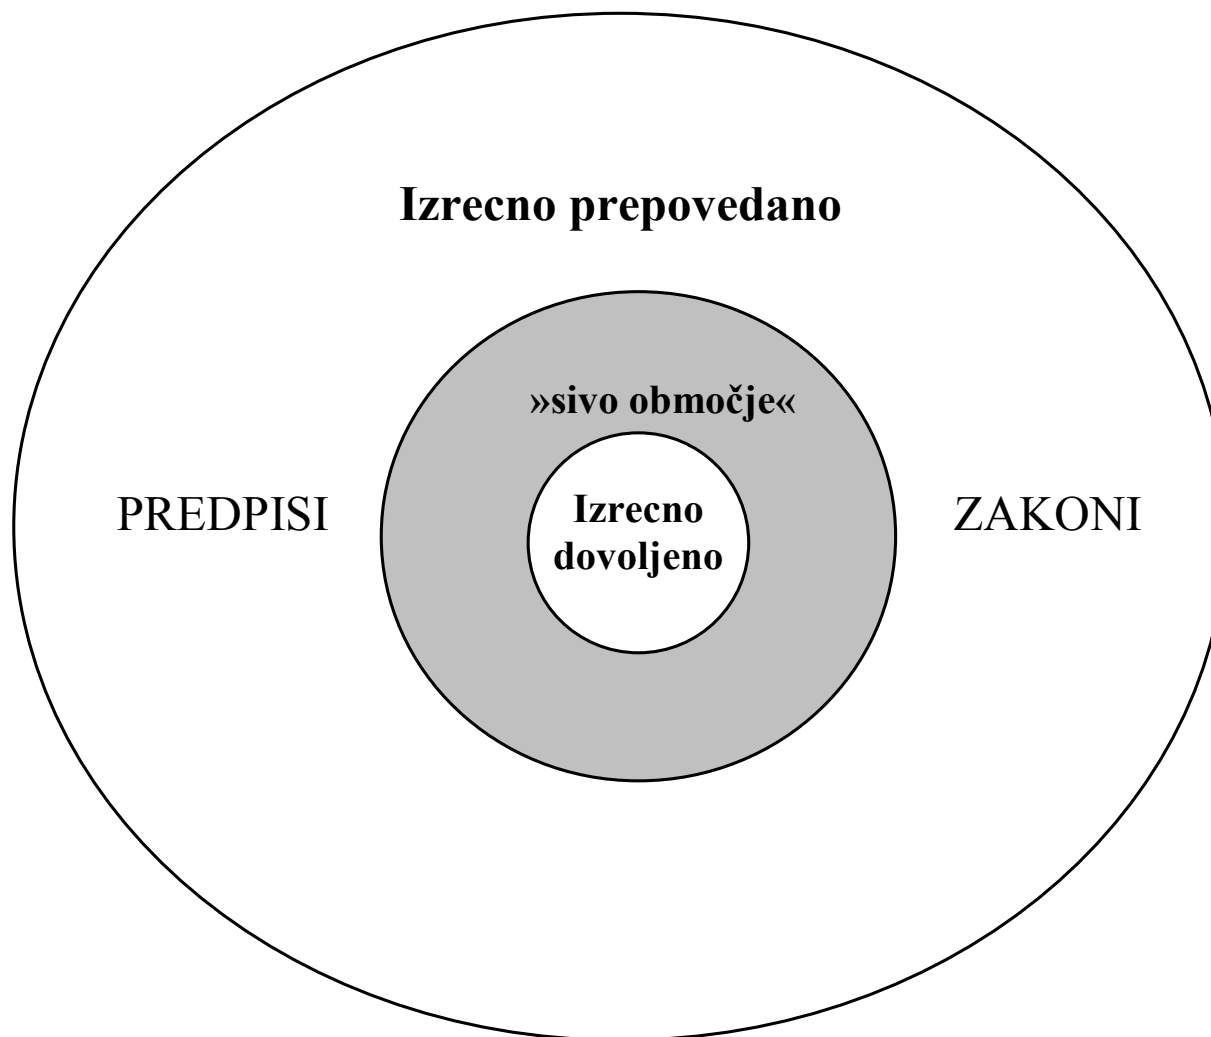 Izrecno prepovedano
»sivo območje«
PREDPISI
Izrecno
dovoljeno
ZAKONI